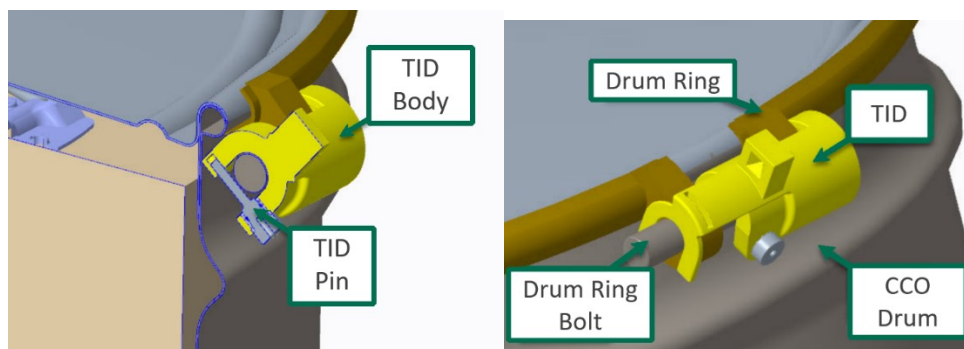 TID
Body
TID
Pin
Drum Ring
TID
Drum Ring
Bolt
CCO
Drum